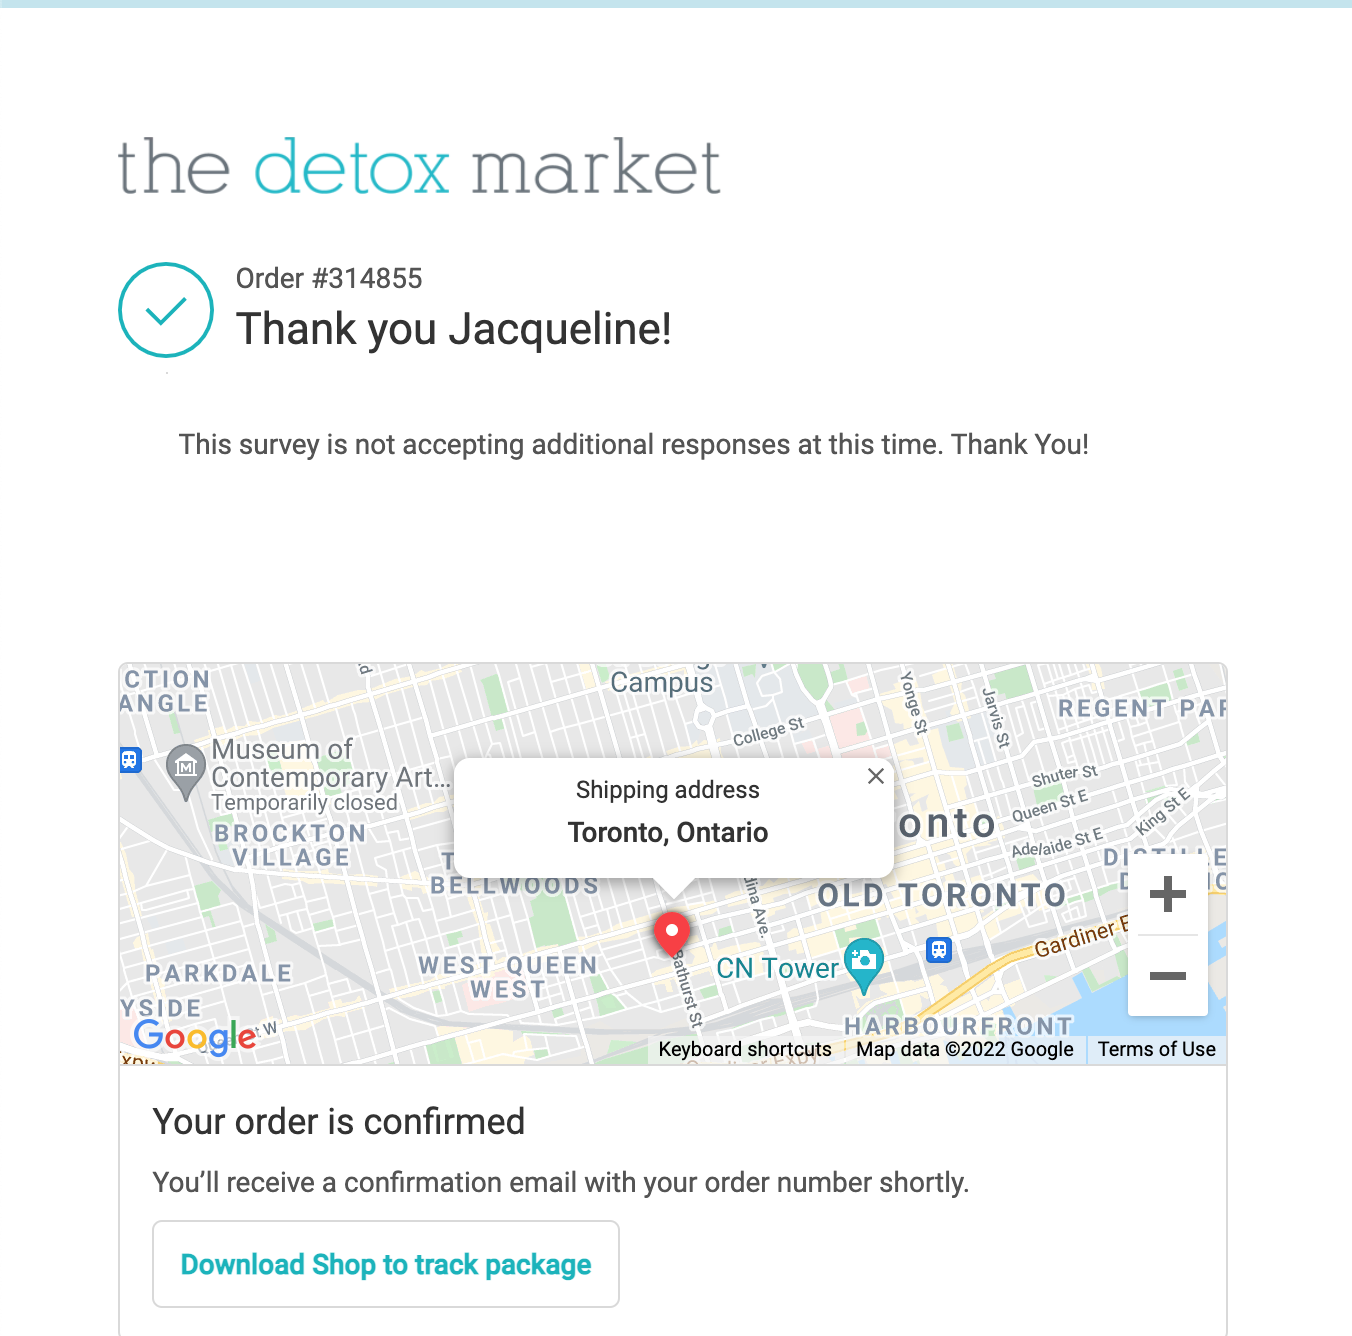 the detox market
Order #314855
Thank you Jacqueline!
This survey is not accepting additional responses at this time. Thank You!
CTION
ANGLE
Campus
College St
Yonge St
Jarvis St
REGENT PAR
Museum of
Contemporary Art...
Temporarily closed
BROCKTON
VILLAGE
Shipping address
Toronto, Ontario
onto
Shuter St
Queen St E
King St E
Adelaide St E
BELLWOODS
dina Ave.
OLD TORONTO
PARKDALE
WEST QUEEN
WEST
Bathurst St
CN Tower
Gardiner E
YSIDE
HARBOURFRONT
Google
Keyboard shortcuts
Map data ©2022 Google
Terms of Use
Your order is confirmed
You’ll receive a confirmation email with your order number shortly.
Download Shop to track package